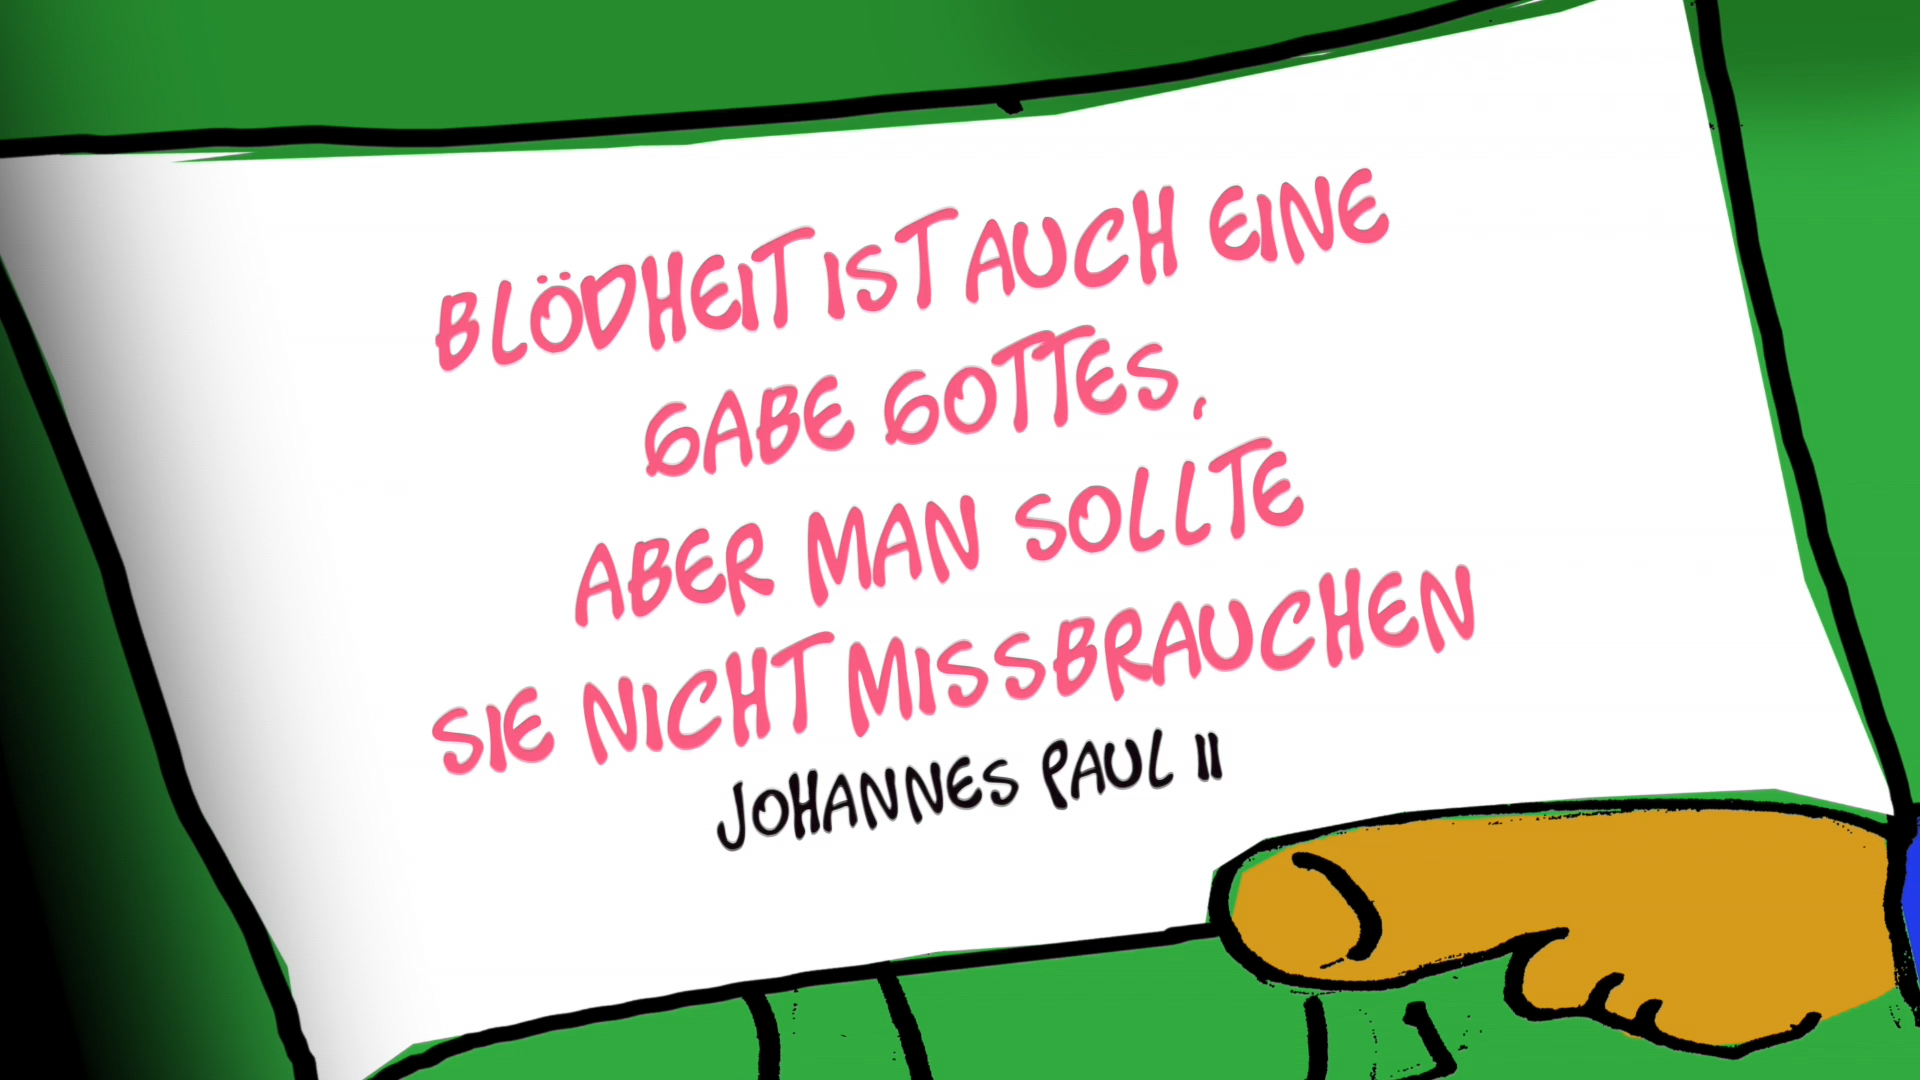 BLÖDHEIT IST AUCH EINE
GABE GOTTES,
ABER MAN SOLLTE
SIE NICHT MISSBRAUCHEN
JOHANNES PAUL II